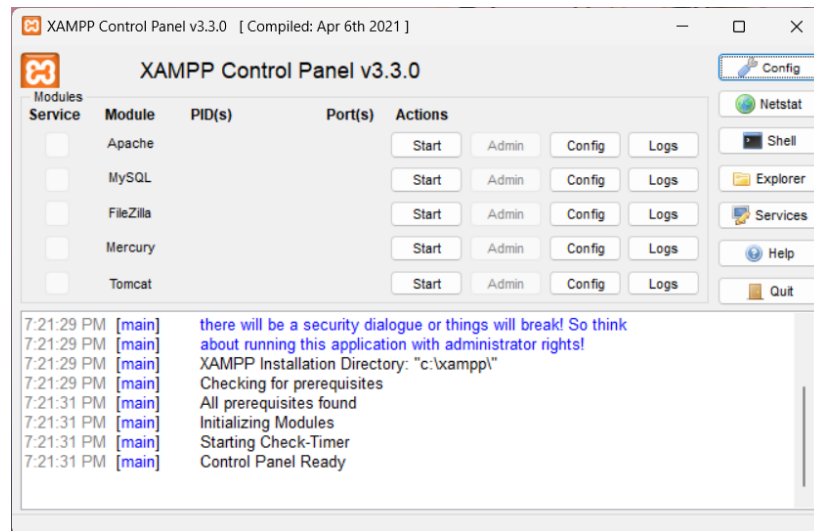 XAMPP Control Panel v3.3.0 [ Compiled: Apr 6th 2021 ]
XAMPP Control Panel v3.3.0
Config
Modules
Service Module PID(s) Port(s) Actions
Netstat
Apache Start Admin Config Logs
Shell
MySQL Start Admin Config Logs
Explorer
FileZilla Start Admin Config Logs
Services
Mercury Start Admin Config Logs
Help
Tomcat Start Admin Config Logs
Quit
7:21:29 PM [main] there will be a security dialogue or things will break! So think
7:21:29 PM [main] about running this application with administrator rights!
7:21:29 PM [main] XAMPP Installation Directory: "c:\xampp\"
7:21:29 PM [main] Checking for prerequisites
7:21:31 PM [main] All prerequisites found
7:21:31 PM [main] Initializing Modules
7:21:31 PM [main] Starting Check-Timer
7:21:31 PM [main] Control Panel Ready